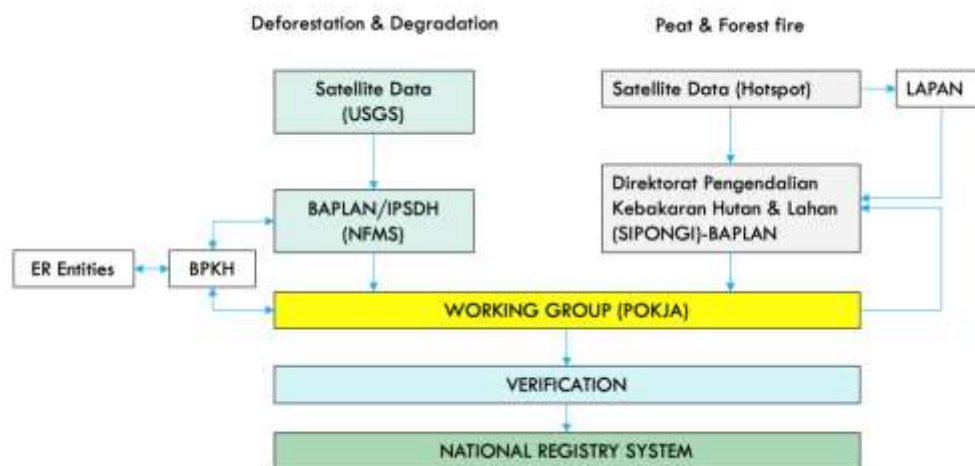 Deforestation & Degradation
Peat & Forest fire
Satellite Data
(USGS)
Satellite Data (Hotspot)
LAPAN
BAPLAN/IPSDH
(NFMS)
Direktorat Pengendalian
Kebakaran Hutan & Lahan
(SIPONGI)-BAPLAN
ER Entities
BPKH
WORKING GROUP (POKJA)
VERIFICATION
NATIONAL REGISTRY SYSTEM